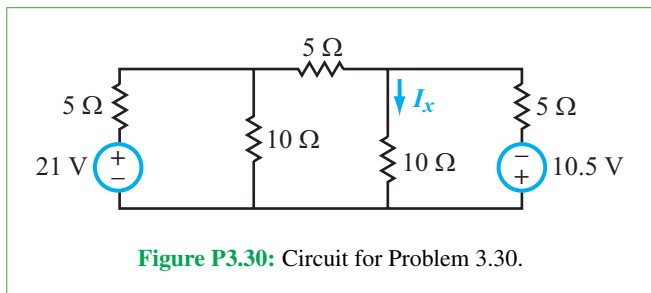 5 Ω
5 Ω
I_x
5 Ω
10 Ω
21 V
+
−
10 Ω
−
+
10.5 V
Figure P3.30: Circuit for Problem 3.30.